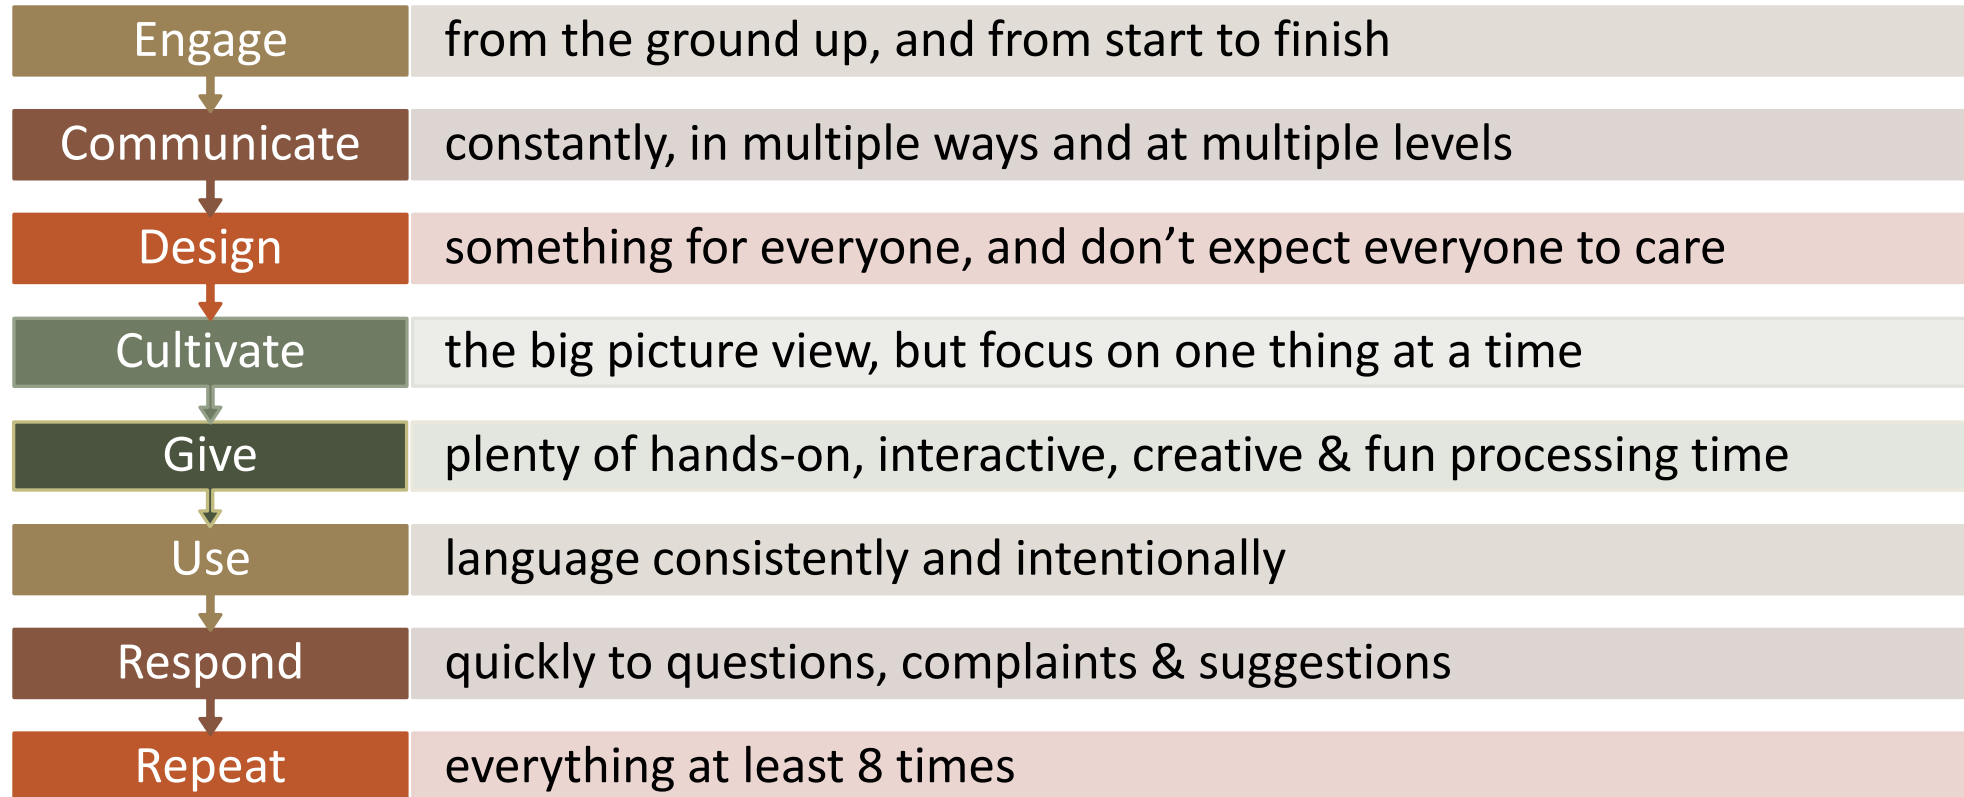 Engage from the ground up, and from start to finish
Communicate constantly, in multiple ways and at multiple levels
Design something for everyone, and don’t expect everyone to care
Cultivate the big picture view, but focus on one thing at a time
Give plenty of hands-on, interactive, creative & fun processing time
Use language consistently and intentionally
Respond quickly to questions, complaints & suggestions
Repeat everything at least 8 times